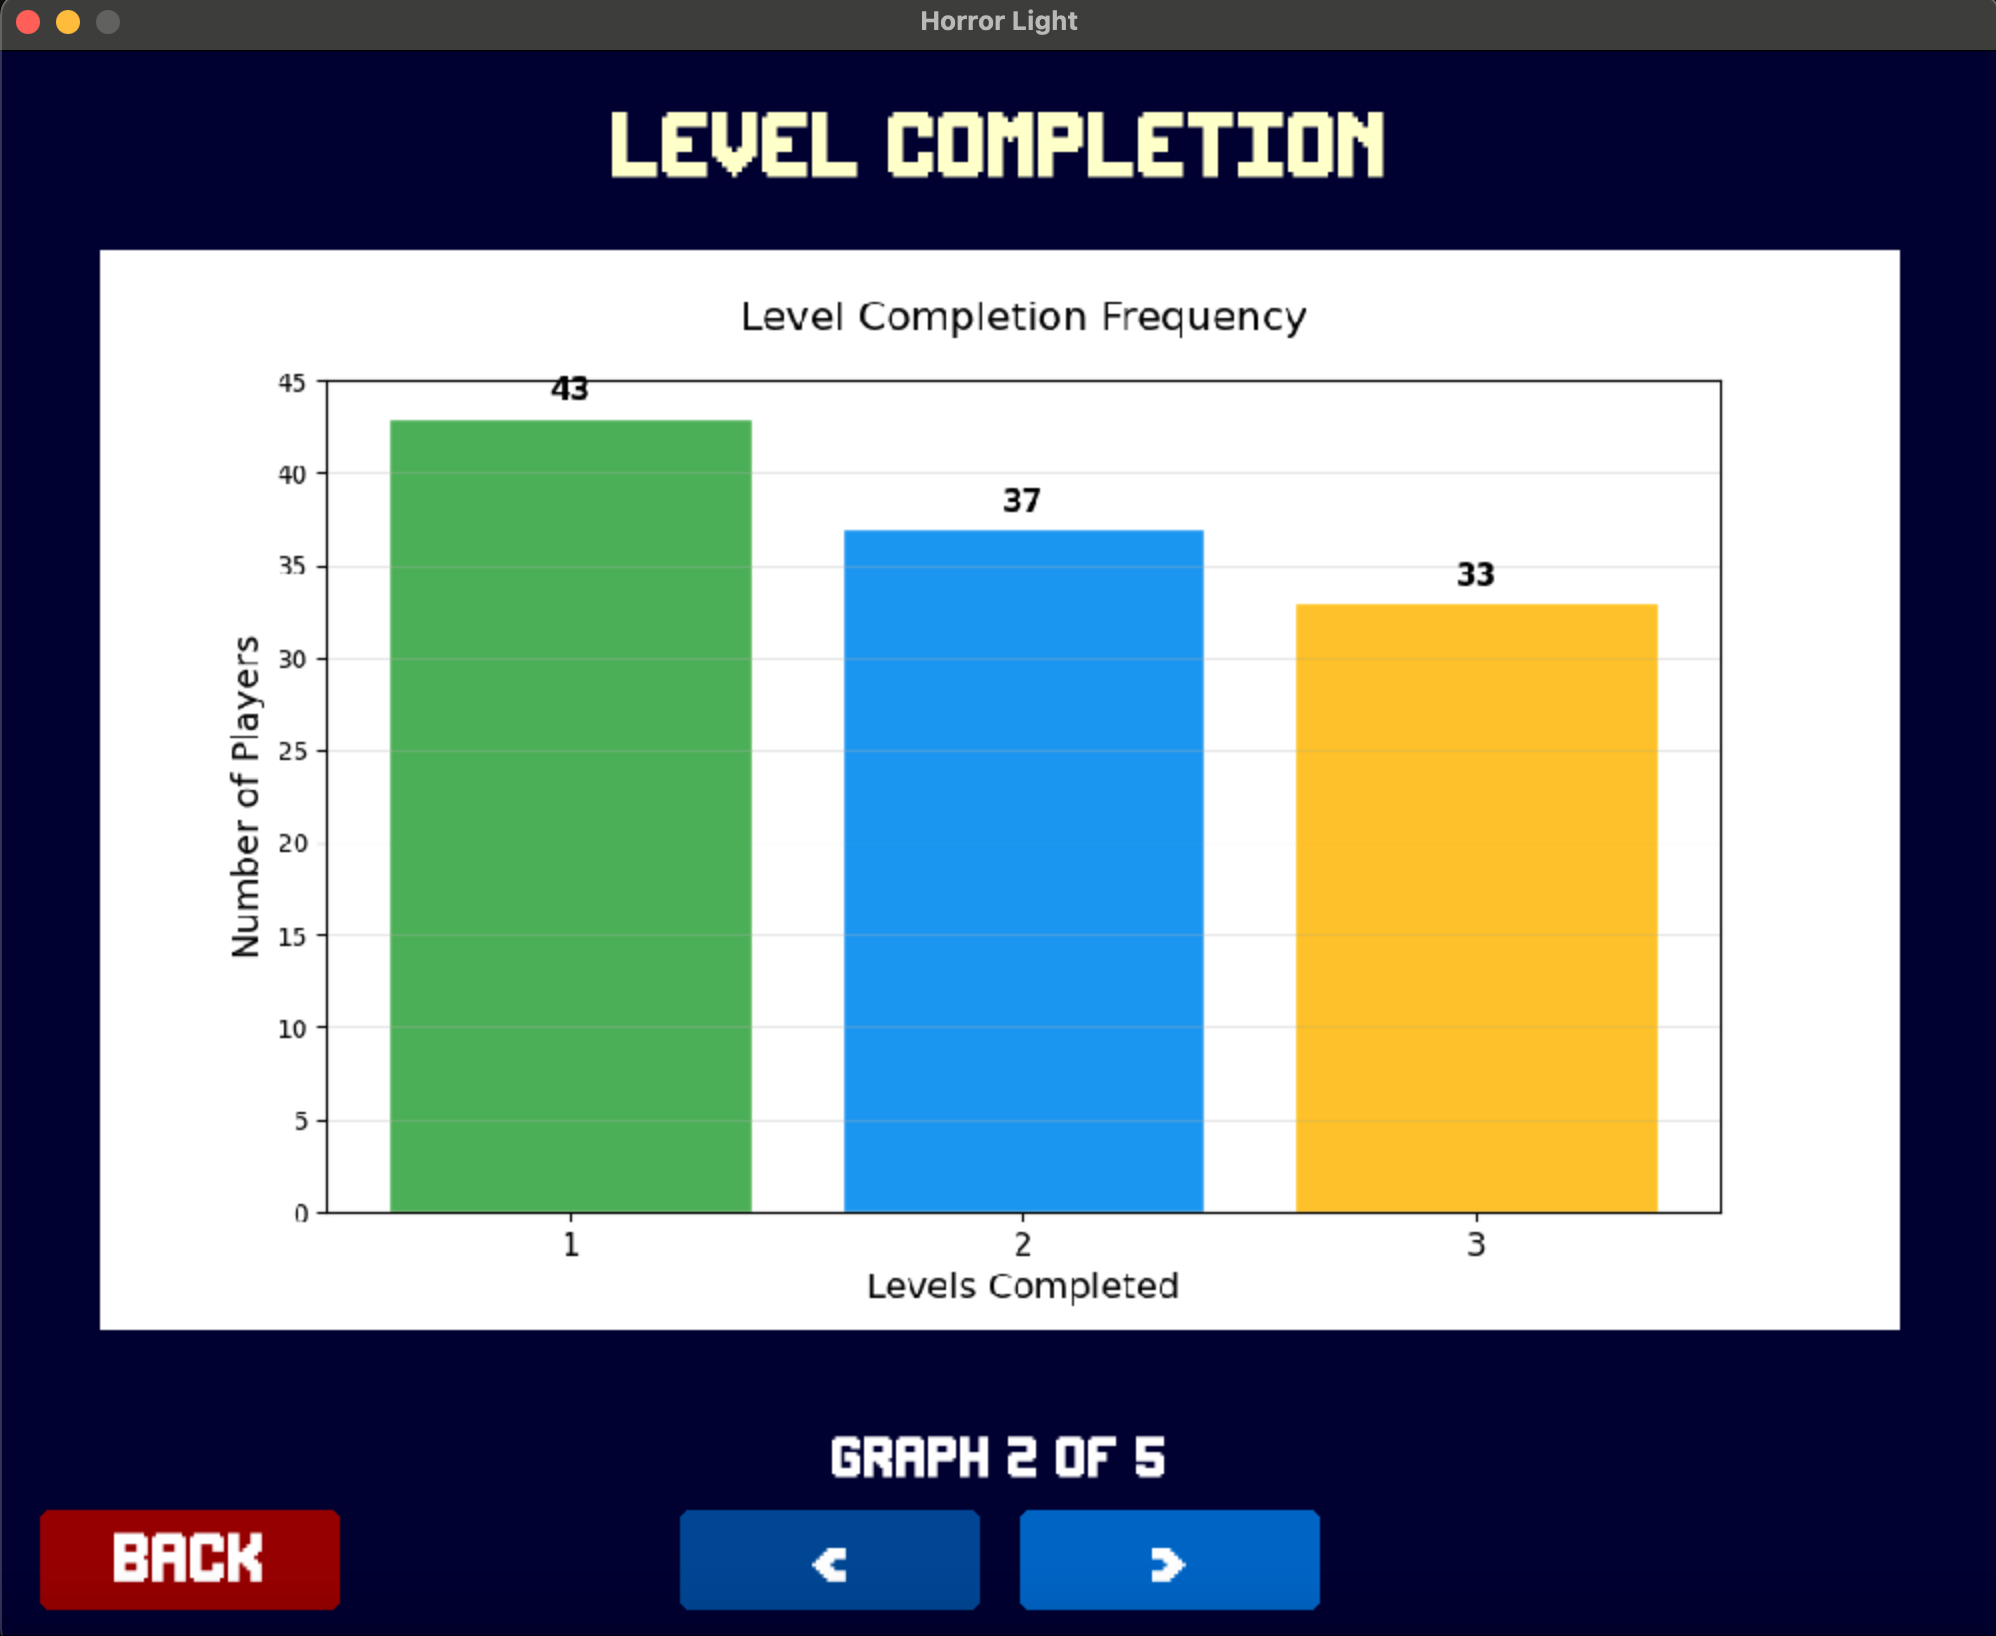 Horror Light
LEVEL COMPLETION
Level Completion Frequency
45
43
40
37
35
33
30
25
20
15
10
5
0
Number of Players
1 2 3
Levels Completed
GRAPH 2 OF 5
BACK < >